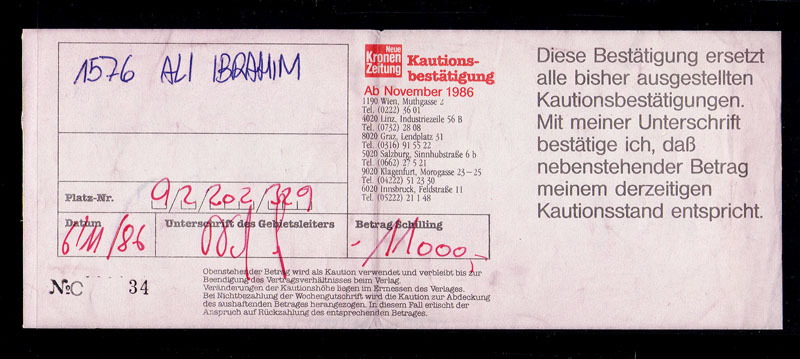 1576 ALI IBRAHIM
Neue
Kronen
Zeitung
Kautions-
bestätigung
Ab November 1986
1190 Wien, Muthgasse 2
Tel. (0222) 36 01
4020 Linz, Industriezeile 56 B
Tel. (0732) 28 08
8020 Graz, Lendplatz 31
Tel. (0316) 91 55 22
5020 Salzburg, Sinnhubstraße 6 b
Tel. (0662) 27 5 21
9020 Klagenfurt, Morogasse 23–25
Tel. (04222) 51 23 30
6020 Innsbruck, Feldstraße 11
Tel. (05222) 21 1 48
Platz-Nr. 9/2/202/329
Datum Unterschrift des Gebietsleiters Betrag Schilling
6/11/86 11000,-
Obenstehender Betrag wird als Kaution verwendet und verbleibt bis zur
Beendigung des Vertragsverhältnisses beim Verlag.
Veränderungen der Kautionshöhe liegen im Ermessen des Verlages.
Bei Nichtbezahlung der Wochengutschrift wird die Kaution zur Abdeckung
des aushaftenden Betrages herangezogen. In diesem Fall erlischt der
Anspruch auf Rückzahlung des entsprechenden Betrages.
№C 34
Diese Bestätigung ersetzt
alle bisher ausgestellten
Kautionsbestätigungen.
Mit meiner Unterschrift
bestätige ich, daß
nebenstehender Betrag
meinem derzeitigen
Kautionsstand entspricht.